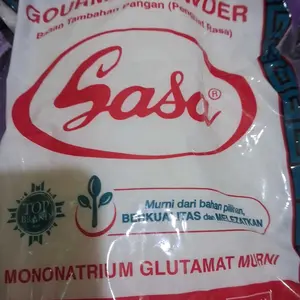 GOURMET POWDER
Bahan Tambahan Pangan (Penguat Rasa)
Sasa®
TOP
Murni dari bahan pilihan,
BERKUALITAS dan MELEZATKAN
MONONATRIUM GLUTAMAT MURNI